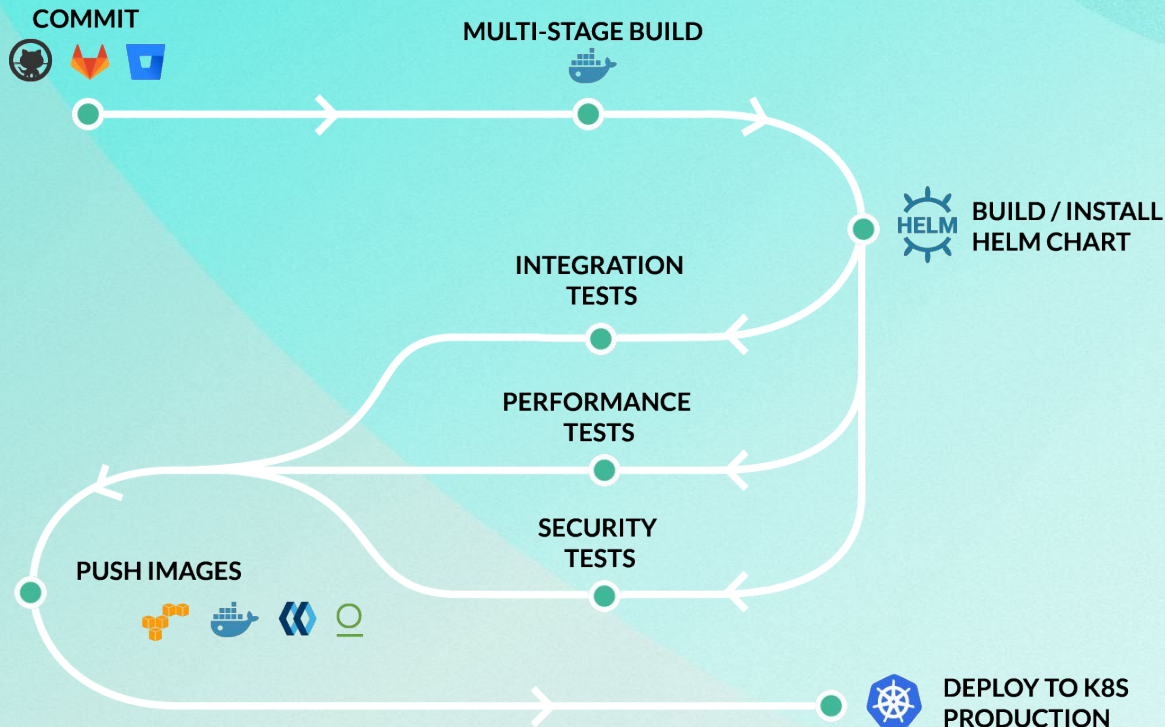 COMMIT
MULTI-STAGE BUILD
HELM
BUILD / INSTALL
HELM CHART
INTEGRATION
TESTS
PERFORMANCE
TESTS
SECURITY
TESTS
PUSH IMAGES
DEPLOY TO K8S
PRODUCTION